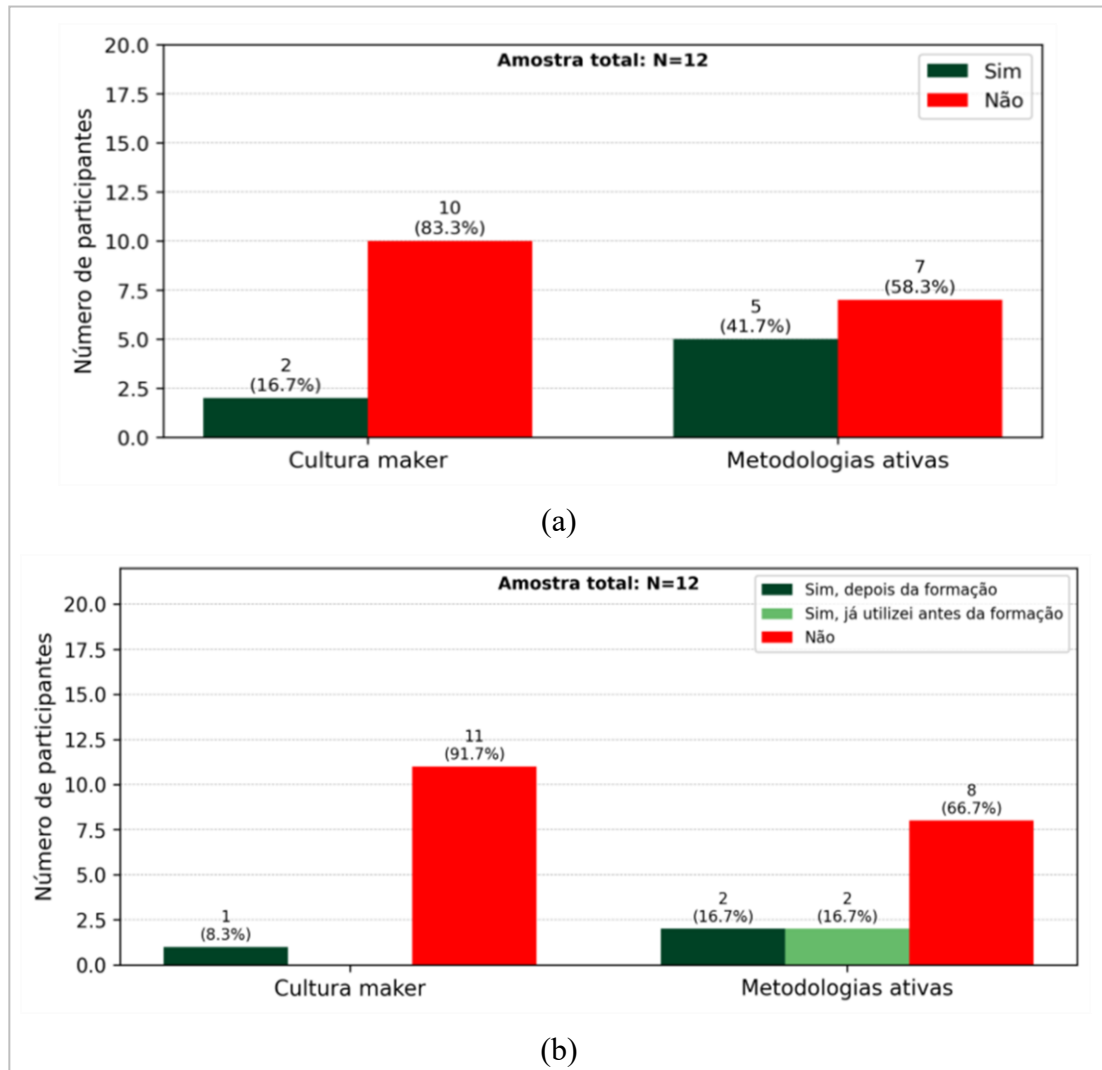 Amostra total: N=12
Sim
Não
Número de participantes
20.0
17.5
15.0
12.5
10.0
7.5
5.0
2.5
0.0
2
(16.7%)
10
(83.3%)
5
(41.7%)
7
(58.3%)
Cultura maker
Metodologias ativas
(a)
Amostra total: N=12
Sim, depois da formação
Sim, já utilizei antes da formação
Não
Número de participantes
20.0
17.5
15.0
12.5
10.0
7.5
5.0
2.5
0.0
1
(8.3%)
11
(91.7%)
2
(16.7%)
2
(16.7%)
8
(66.7%)
Cultura maker
Metodologias ativas
(b)